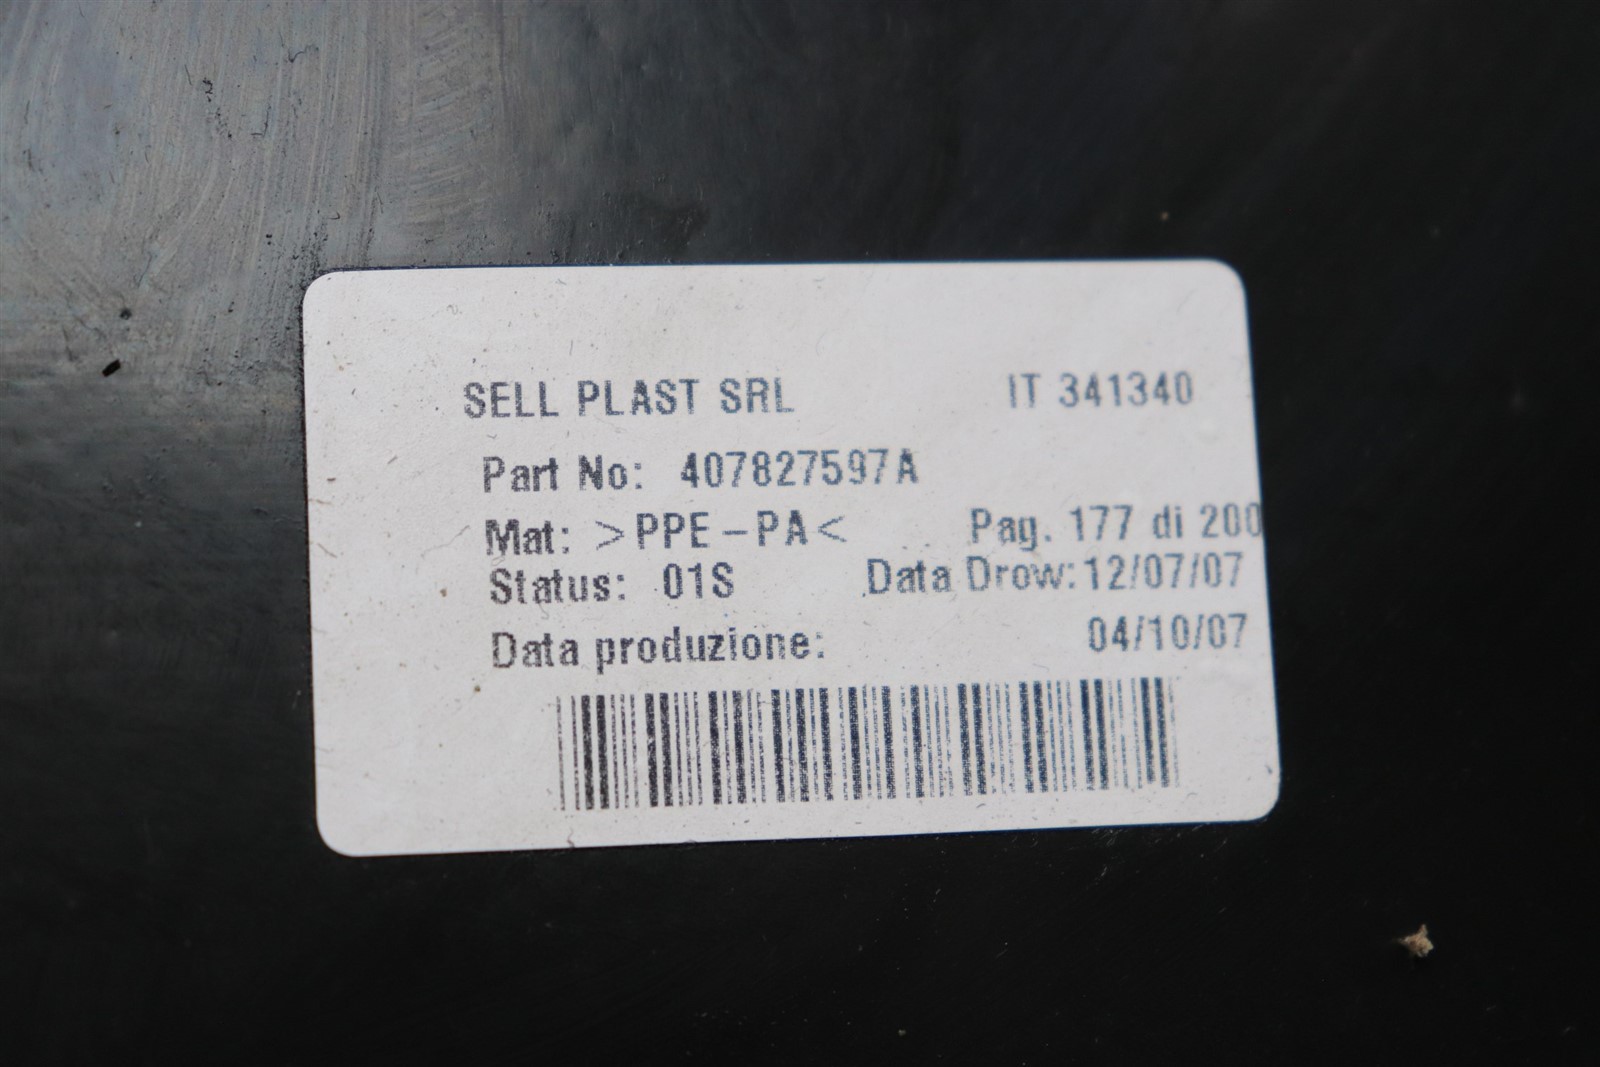 SELL PLAST SRL IT 341340
Part No: 407827597A
Mat: >PPE-PA< Pag. 177 di 200
Status: 01S Data Drow: 12/07/07
Data produzione: 04/10/07